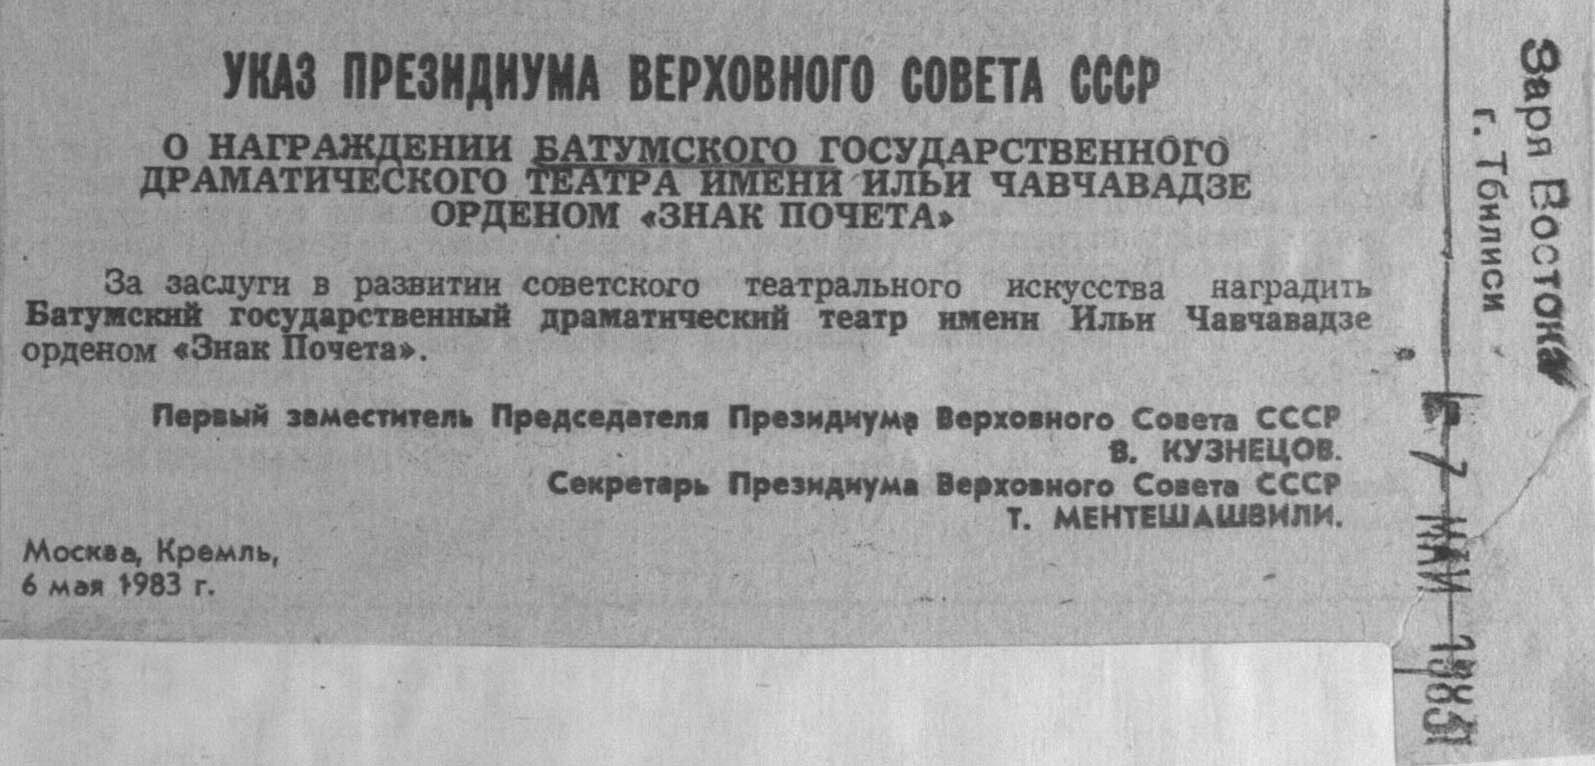 УКАЗ ПРЕЗИДИУМА ВЕРХОВНОГО СОВЕТА СССР
О НАГРАЖДЕНИИ БАТУМСКОГО ГОСУДАРСТВЕННОГО
ДРАМАТИЧЕСКОГО ТЕАТРА ИМЕНИ ИЛЬИ ЧАВЧАВАДЗЕ
ОРДЕНОМ «ЗНАК ПОЧЕТА»
За заслуги в развитии советского театрального искусства наградить
Батумский государственный драматический театр имени Ильи Чавчавадзе
орденом «Знак Почета».
Первый заместитель Председателя Президиума Верховного Совета СССР
В. КУЗНЕЦОВ.
Секретарь Президиума Верховного Совета СССР
Т. МЕНТЕШАШВИЛИ.
Москва, Кремль,
6 мая 1983 г.
Заря Востока
г. Тбилиси
7 МАЙ 1983